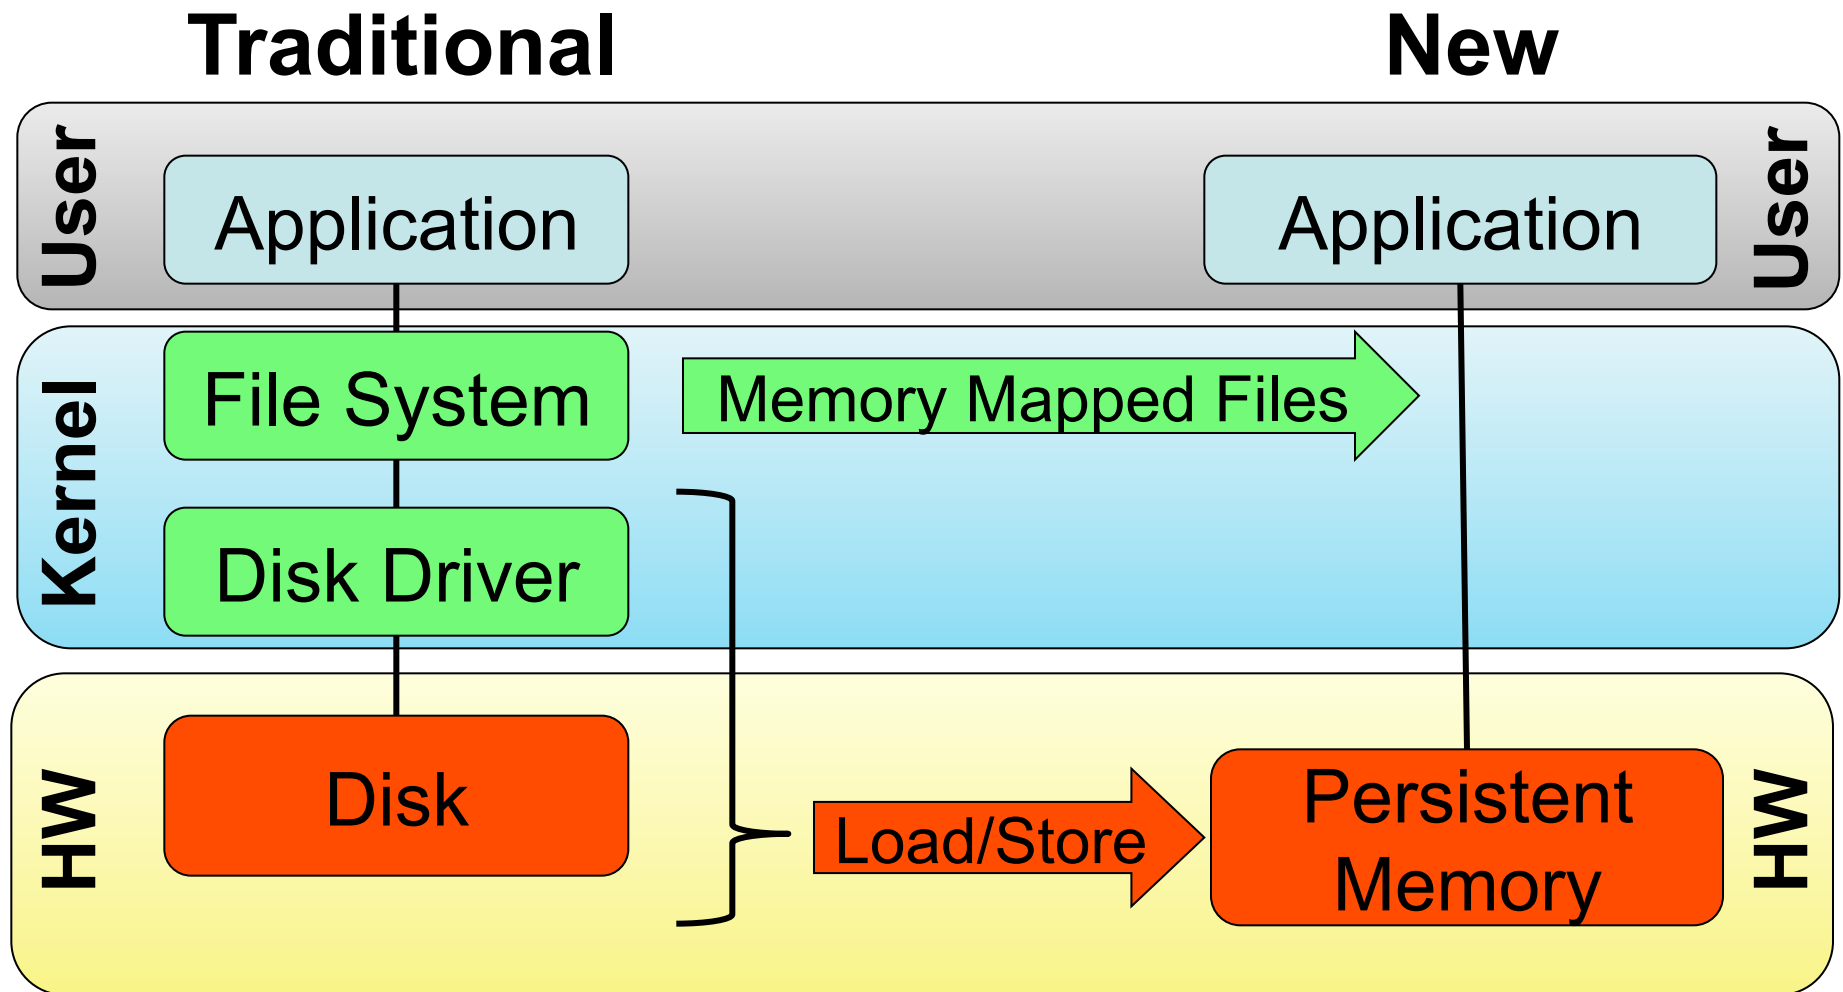 Traditional
New
User
Application
Application
User
Kernel
File System
Memory Mapped Files
Disk Driver
HW
Disk
Load/Store
Persistent
Memory
HW